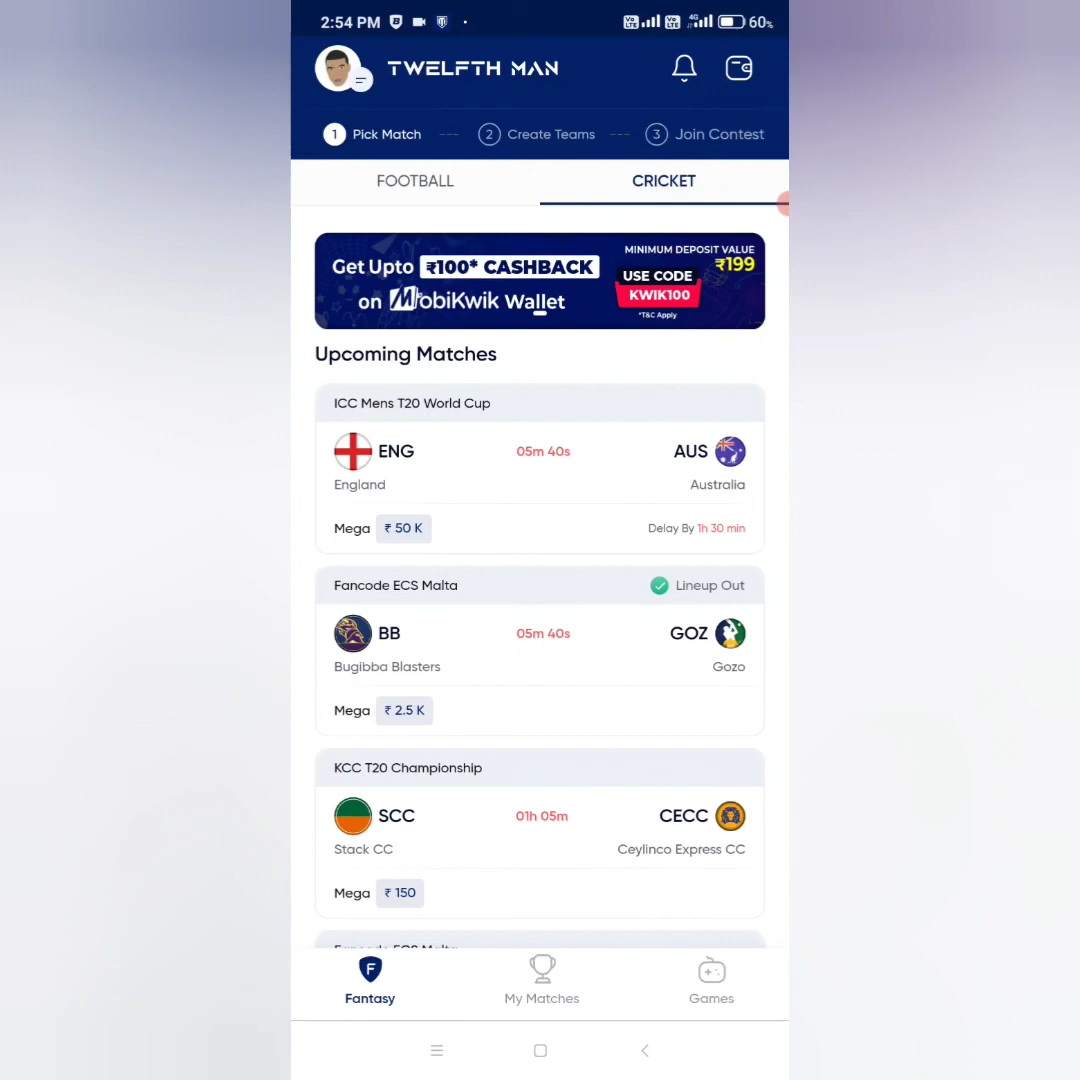 2:54 PM
60%
TWELFTH MAN
1 Pick Match
2 Create Teams
3 Join Contest
FOOTBALL
CRICKET
Get Upto ₹100* CASHBACK
on MobiKwik Wallet
MINIMUM DEPOSIT VALUE
₹199
USE CODE
KWIK100
*T&C Apply
Upcoming Matches
ICC Mens T20 World Cup
ENG 05m 40s AUS
England Australia
Mega ₹ 50 K Delay By 1h 30 min
Fancode ECS Malta Lineup Out
BB 05m 40s GOZ
Bugibba Blasters Gozo
Mega ₹ 2.5 K
KCC T20 Championship
SCC 01h 05m CECC
Stack CC Ceylinco Express CC
Mega ₹ 150
Fancode ECS Malta
F
Fantasy My Matches Games